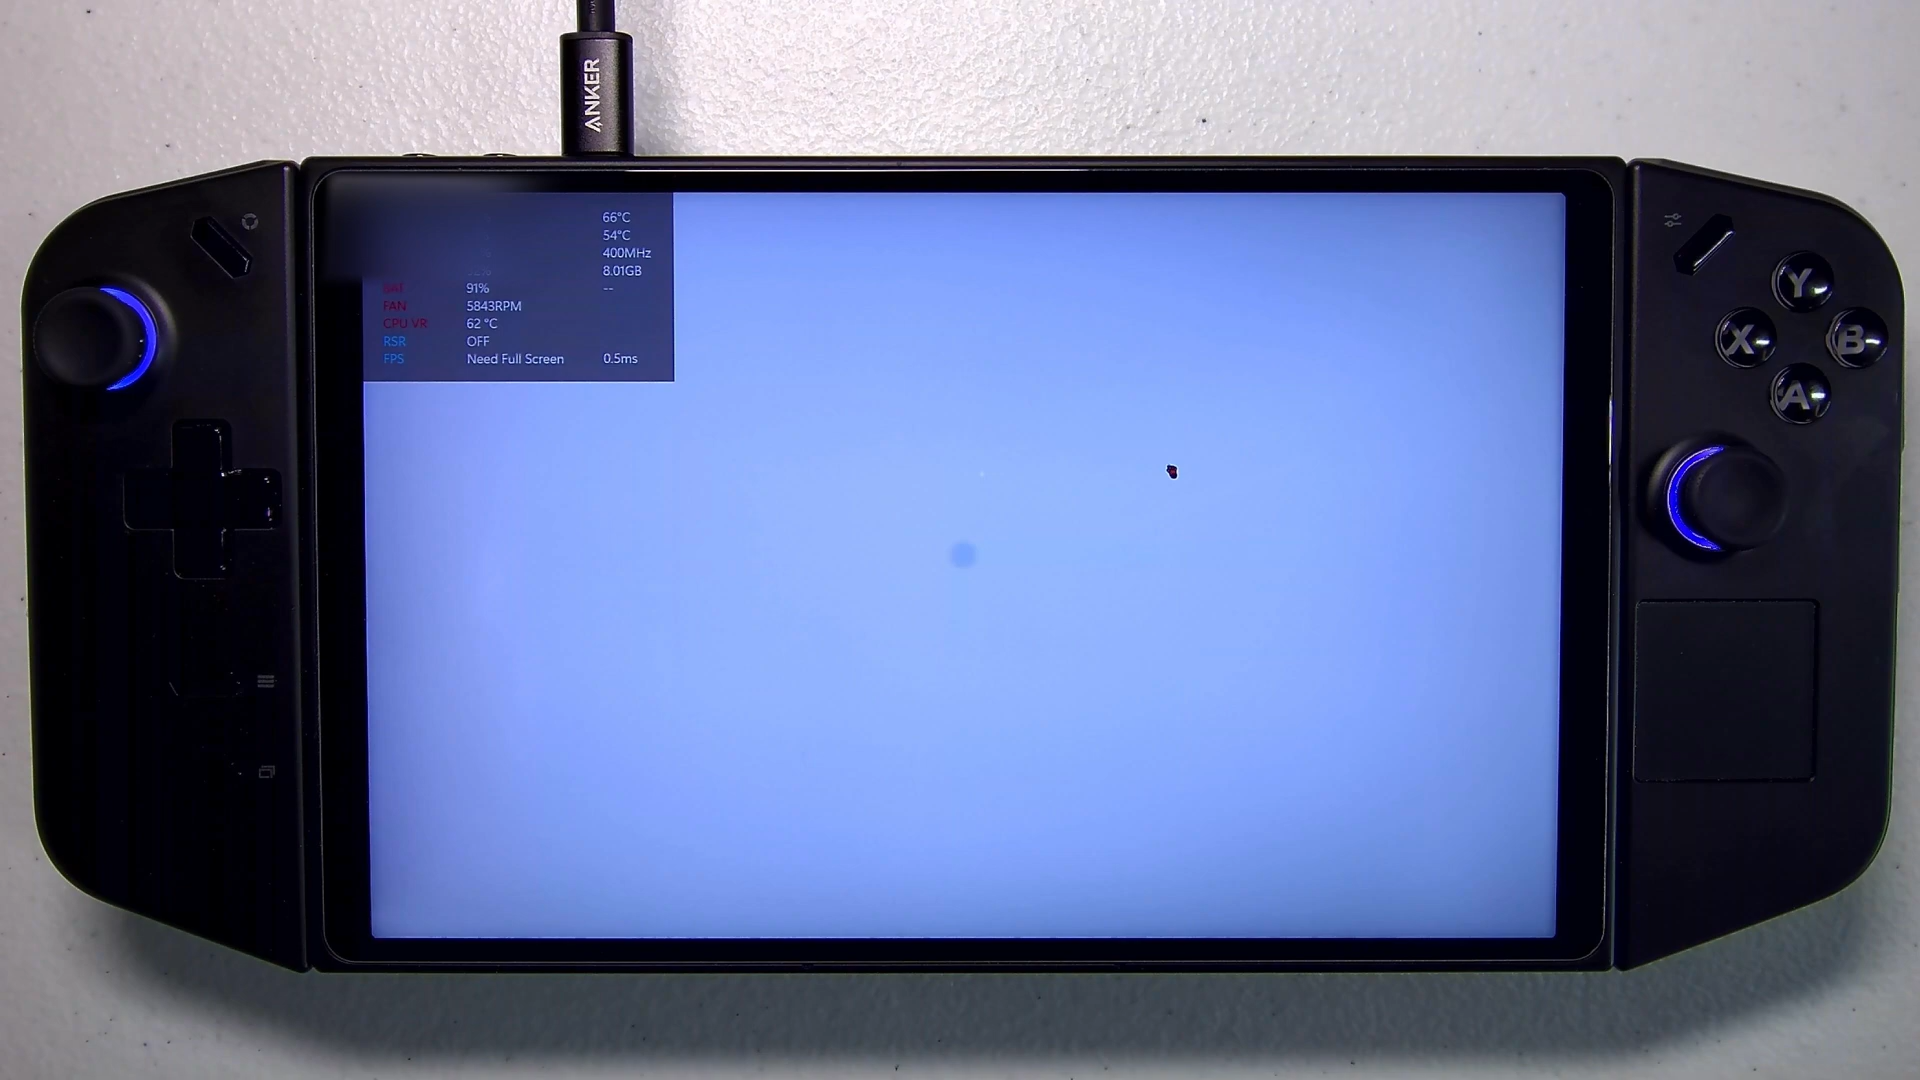 ANKER
66°C
54°C
400MHz
8.01GB
BAT 91% --
FAN 5843RPM
CPU VR 62 °C
RSR OFF
FPS Need Full Screen 0.5ms
Y
X B
A